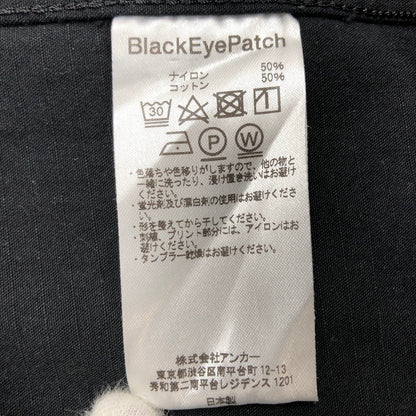 BlackEyePatch
ナイロン 50%
コットン 50%
30
P W
・色落ちや色移りがしますので、他の物と
一緒に洗ったり、浸け置き洗いはお避け
ください。
・蛍光剤及び漂白剤の使用はお避けくださ
い。
・形を整えてから干してください。
・刺繍、プリント部分には、アイロンはお
避けください。
・タンブラー乾燥はお避けください。
株式会社アンカー
東京都渋谷区南平台町 12-13
秀和第二南平台レジデンス 1201
日本製